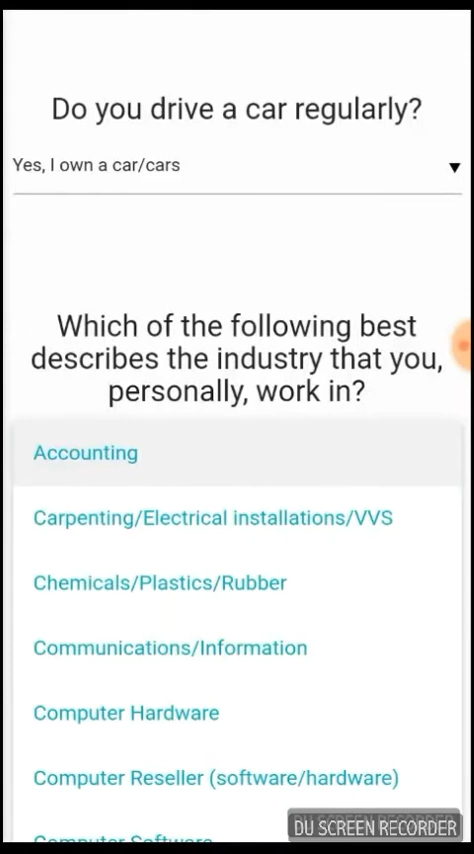 Do you drive a car regularly?
Yes, I own a car/cars
Which of the following best
describes the industry that you,
personally, work in?
Accounting
Carpenting/Electrical installations/VVS
Chemicals/Plastics/Rubber
Communications/Information
Computer Hardware
Computer Reseller (software/hardware)
Computer Software
DU SCREEN RECORDER